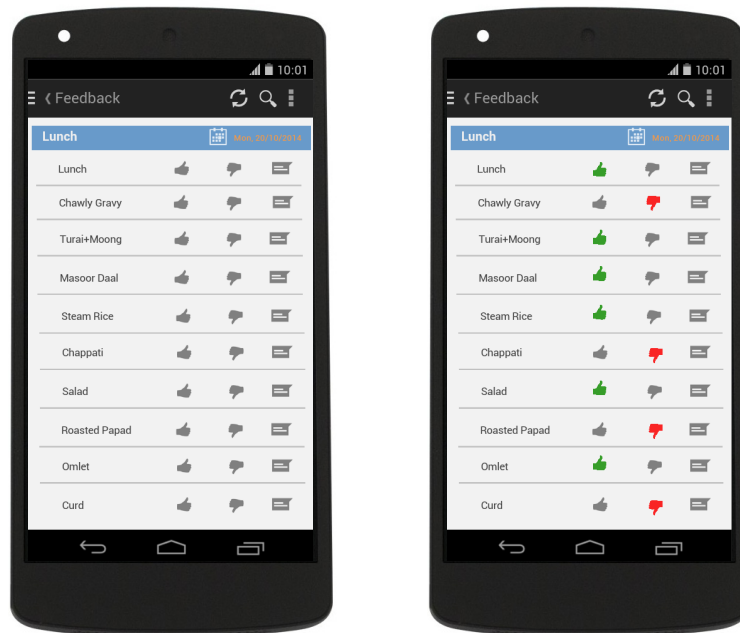 10:01
Feedback
Lunch Mon, 20/10/2014
Lunch
Chawly Gravy
Turai+Moong
Masoor Daal
Steam Rice
Chappati
Salad
Roasted Papad
Omlet
Curd
10:01
Feedback
Lunch Mon, 20/10/2014
Lunch
Chawly Gravy
Turai+Moong
Masoor Daal
Steam Rice
Chappati
Salad
Roasted Papad
Omlet
Curd